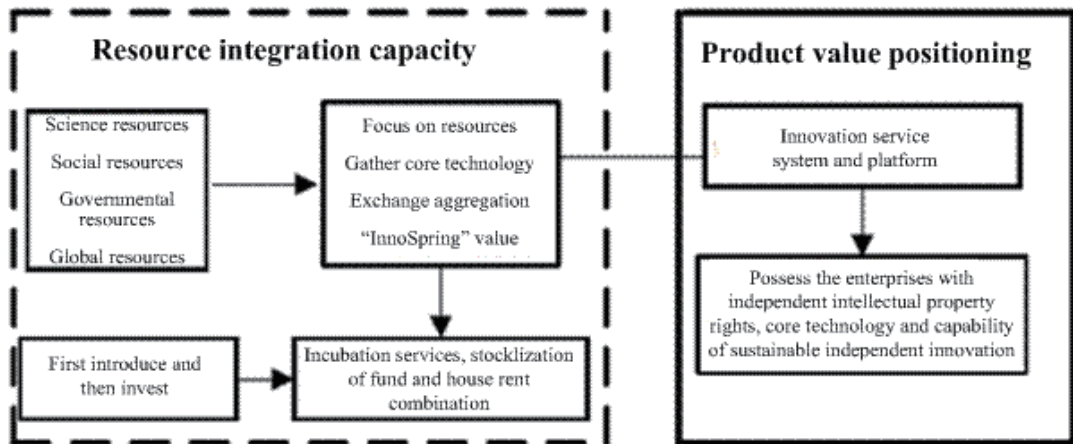 Resource integration capacity
Science resources
Social resources
Governmental
resources
Global resources
Focus on resources
Gather core technology
Exchange aggregation
“InnoSpring” value
First introduce and
then invest
Incubation services, stocklization
of fund and house rent
combination
Product value positioning
Innovation service
system and platform
Possess the enterprises with
independent intellectual property
rights, core technology and capability
of sustainable independent innovation